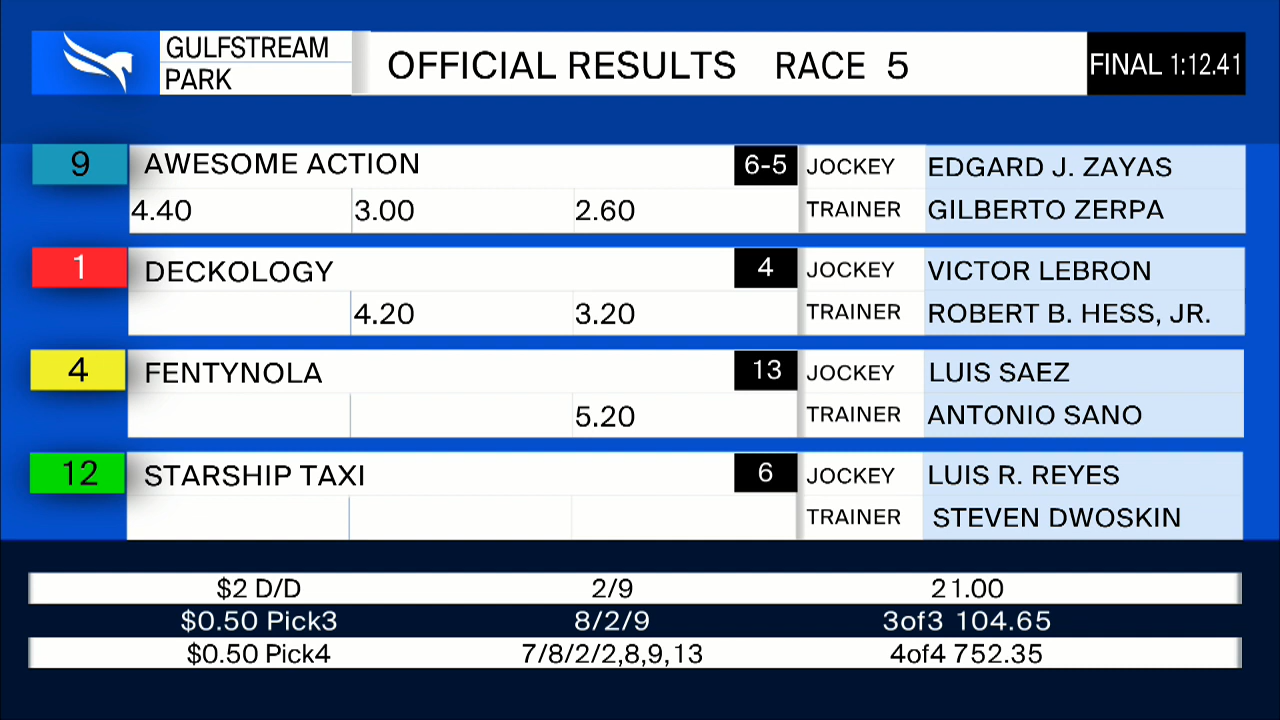 GULFSTREAM
PARK
OFFICIAL RESULTS RACE 5
FINAL 1:12.41
9 AWESOME ACTION 6-5 JOCKEY EDGARD J. ZAYAS
4.40 3.00 2.60 TRAINER GILBERTO ZERPA
1 DECKOLOGY 4 JOCKEY VICTOR LEBRON
4.20 3.20 TRAINER ROBERT B. HESS, JR.
4 FENTYNOLA 13 JOCKEY LUIS SAEZ
5.20 TRAINER ANTONIO SANO
12 STARSHIP TAXI 6 JOCKEY LUIS R. REYES
TRAINER STEVEN DWOSKIN
$2 D/D 2/9 21.00
$0.50 Pick3 8/2/9 3of3 104.65
$0.50 Pick4 7/8/2/2,8,9,13 4of4 752.35